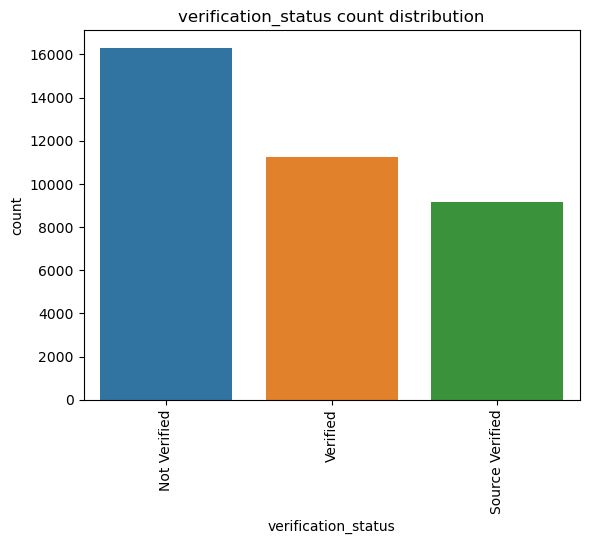 verification_status count distribution
16000
14000
12000
10000
8000
6000
4000
2000
0
count
Not Verified
Verified
Source Verified
verification_status